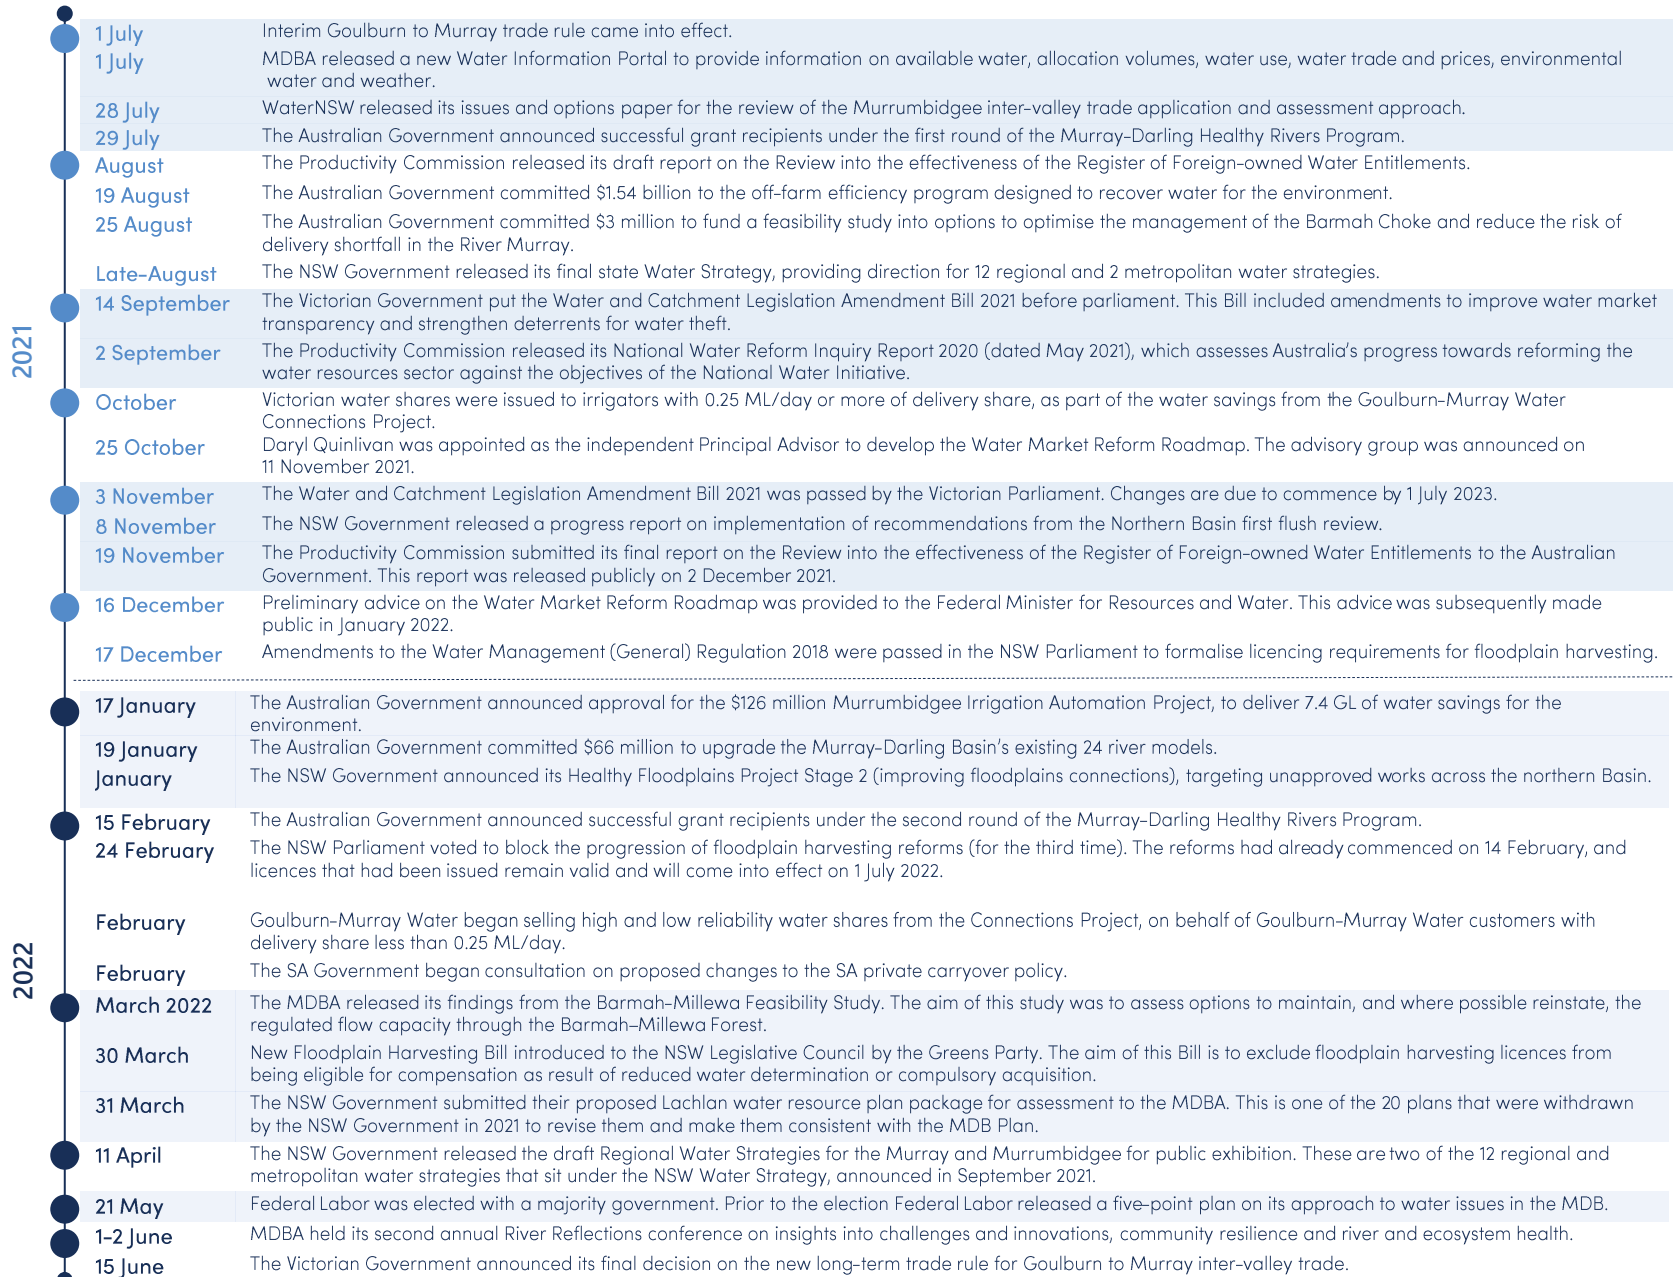 2021
1 July
Interim Goulburn to Murray trade rule came into effect.
1 July
MDBA released a new Water Information Portal to provide information on available water, allocation volumes, water use, water trade and prices, environmental
water and weather.
28 July
WaterNSW released its issues and options paper for the review of the Murrumbidgee inter-valley trade application and assessment approach.
29 July
The Australian Government announced successful grant recipients under the first round of the Murray-Darling Healthy Rivers Program.
August
The Productivity Commission released its draft report on the Review into the effectiveness of the Register of Foreign-owned Water Entitlements.
19 August
The Australian Government committed $1.54 billion to the off-farm efficiency program designed to recover water for the environment.
25 August
The Australian Government committed $3 million to fund a feasibility study into options to optimise the management of the Barmah Choke and reduce the risk of
delivery shortfall in the River Murray.
Late-August
The NSW Government released its final state Water Strategy, providing direction for 12 regional and 2 metropolitan water strategies.
14 September
The Victorian Government put the Water and Catchment Legislation Amendment Bill 2021 before parliament. This Bill included amendments to improve water market
transparency and strengthen deterrents for water theft.
2 September
The Productivity Commission released its National Water Reform Inquiry Report 2020 (dated May 2021), which assesses Australia's progress towards reforming the
water resources sector against the objectives of the National Water Initiative.
October
Victorian water shares were issued to irrigators with 0.25 ML/day or more of delivery share, as part of the water savings from the Goulburn-Murray Water
Connections Project.
25 October
Daryl Quinlivan was appointed as the independent Principal Advisor to develop the Water Market Reform Roadmap. The advisory group was announced on
11 November 2021.
3 November
The Water and Catchment Legislation Amendment Bill 2021 was passed by the Victorian Parliament. Changes are due to commence by 1 July 2023.
8 November
The NSW Government released a progress report on implementation of recommendations from the Northern Basin first flush review.
19 November
The Productivity Commission submitted its final report on the Review into the effectiveness of the Register of Foreign-owned Water Entitlements to the Australian
Government. This report was released publicly on 2 December 2021.
16 December
Preliminary advice on the Water Market Reform Roadmap was provided to the Federal Minister for Resources and Water. This advice was subsequently made
public in January 2022.
17 December
Amendments to the Water Management (General) Regulation 2018 were passed in the NSW Parliament to formalise licencing requirements for floodplain harvesting.
2022
17 January
The Australian Government announced approval for the $126 million Murrumbidgee Irrigation Automation Project, to deliver 7.4 GL of water savings for the
environment.
19 January
The Australian Government committed $66 million to upgrade the Murray-Darling Basin's existing 24 river models.
January
The NSW Government announced its Healthy Floodplains Project Stage 2 (improving floodplains connections), targeting unapproved works across the northern Basin.
15 February
The Australian Government announced successful grant recipients under the second round of the Murray-Darling Healthy Rivers Program.
24 February
The NSW Parliament voted to block the progression of floodplain harvesting reforms (for the third time). The reforms had already commenced on 14 February, and
licences that had been issued remain valid and will come into effect on 1 July 2022.
February
Goulburn-Murray Water began selling high and low reliability water shares from the Connections Project, on behalf of Goulburn-Murray Water customers with
delivery share less than 0.25 ML/day.
February
The SA Government began consultation on proposed changes to the SA private carryover policy.
March 2022
The MDBA released its findings from the Barmah-Millewa Feasibility Study. The aim of this study was to assess options to maintain, and where possible reinstate, the
regulated flow capacity through the Barmah–Millewa Forest.
30 March
New Floodplain Harvesting Bill introduced to the NSW Legislative Council by the Greens Party. The aim of this Bill is to exclude floodplain harvesting licences from
being eligible for compensation as result of reduced water determination or compulsory acquisition.
31 March
The NSW Government submitted their proposed Lachlan water resource plan package for assessment to the MDBA. This is one of the 20 plans that were withdrawn
by the NSW Government in 2021 to revise them and make them consistent with the MDB Plan.
11 April
The NSW Government released the draft Regional Water Strategies for the Murray and Murrumbidgee for public exhibition. These are two of the 12 regional and
metropolitan water strategies that sit under the NSW Water Strategy, announced in September 2021.
21 May
Federal Labor was elected with a majority government. Prior to the election Federal Labor released a five-point plan on its approach to water issues in the MDB.
1-2 June
MDBA held its second annual River Reflections conference on insights into challenges and innovations, community resilience and river and ecosystem health.
15 June
The Victorian Government announced its final decision on the new long-term trade rule for Goulburn to Murray inter-valley trade.